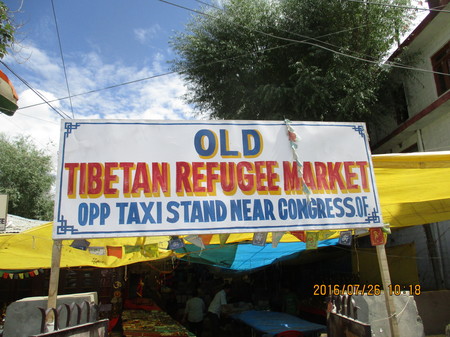 OLD
TIBETAN REFUGEE MARKET
OPP TAXI STAND NEAR CONGRESS.OF
2016/07/26 10:18